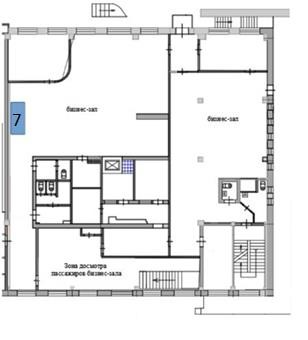 бизнес-зал
7
бизнес-зал
Зона досмотра
пассажиров бизнес-зала